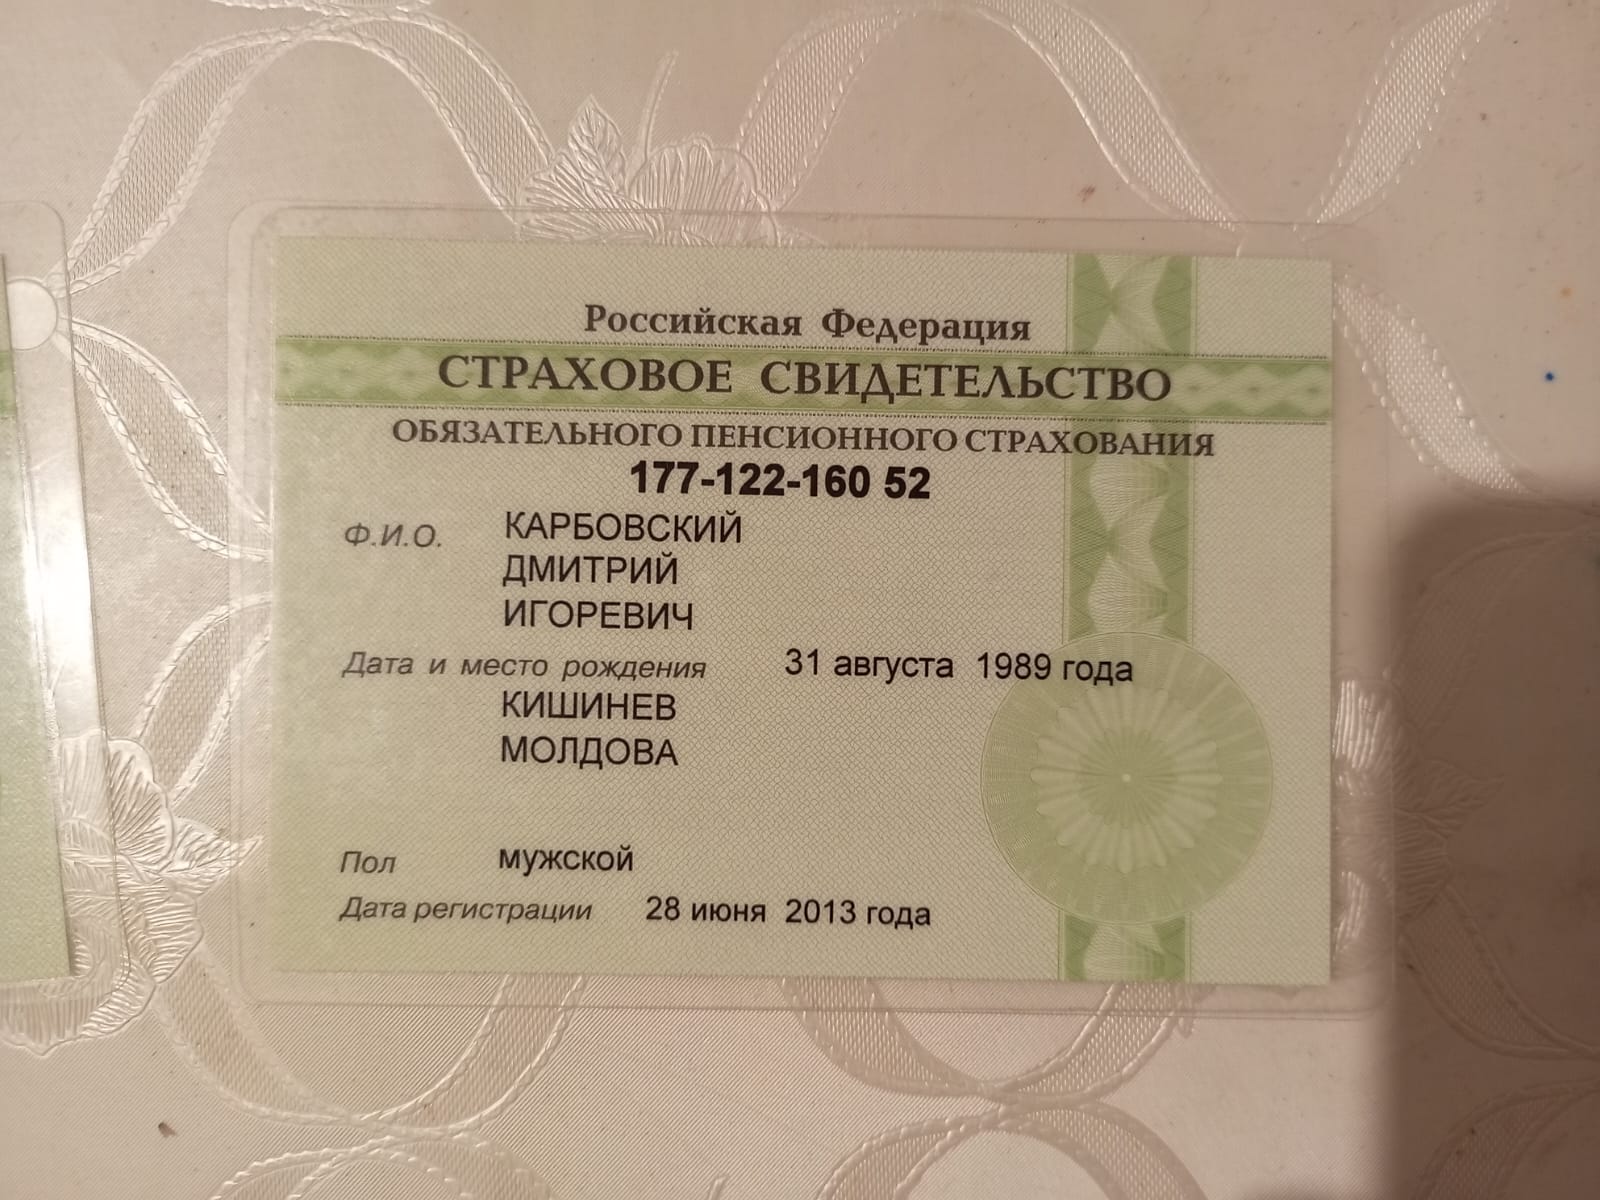 Российская Федерация
СТРАХОВОЕ СВИДЕТЕЛЬСТВО
ОБЯЗАТЕЛЬНОГО ПЕНСИОННОГО СТРАХОВАНИЯ
177-122-160 52
Ф.И.О. КАРБОВСКИЙ
ДМИТРИЙ
ИГОРЕВИЧ
Дата и место рождения 31 августа 1989 года
КИШИНЕВ
МОЛДОВА
Пол мужской
Дата регистрации 28 июня 2013 года